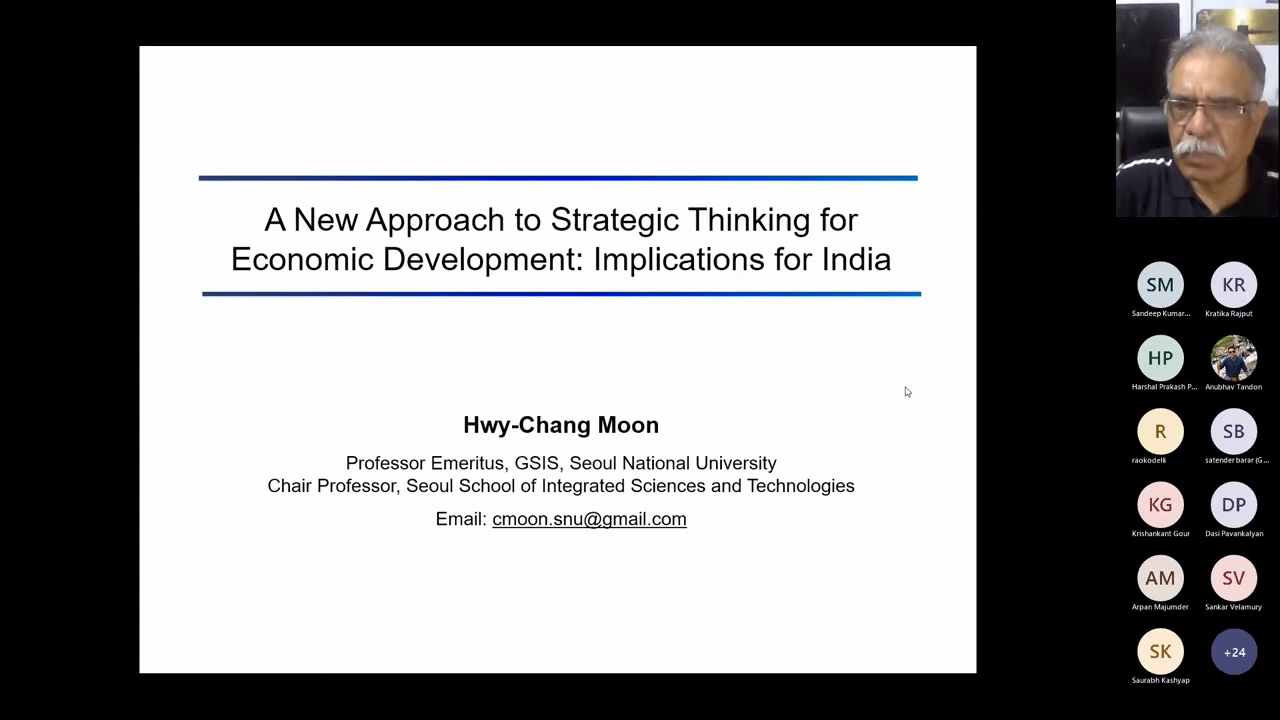 A New Approach to Strategic Thinking for
Economic Development: Implications for India
Hwy-Chang Moon
Professor Emeritus, GSIS, Seoul National University
Chair Professor, Seoul School of Integrated Sciences and Technologies
Email: cmoon.snu@gmail.com
SM
KR
Sandeep Kumar...
Kratika Rajput
HP
Harshal Prakash P...
Anubhav Tandon
R
SB
raokodelli
satender barar (G...
KG
DP
Krishankant Gour
Dasi Pavankalyan
AM
SV
Arpan Majumder
Sankar Velamury
SK
+24
Saurabh Kashyap